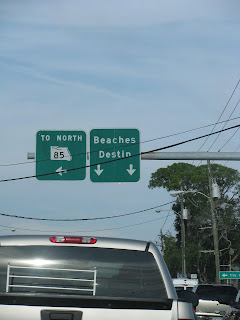 TO NORTH
85
Beaches
Destin